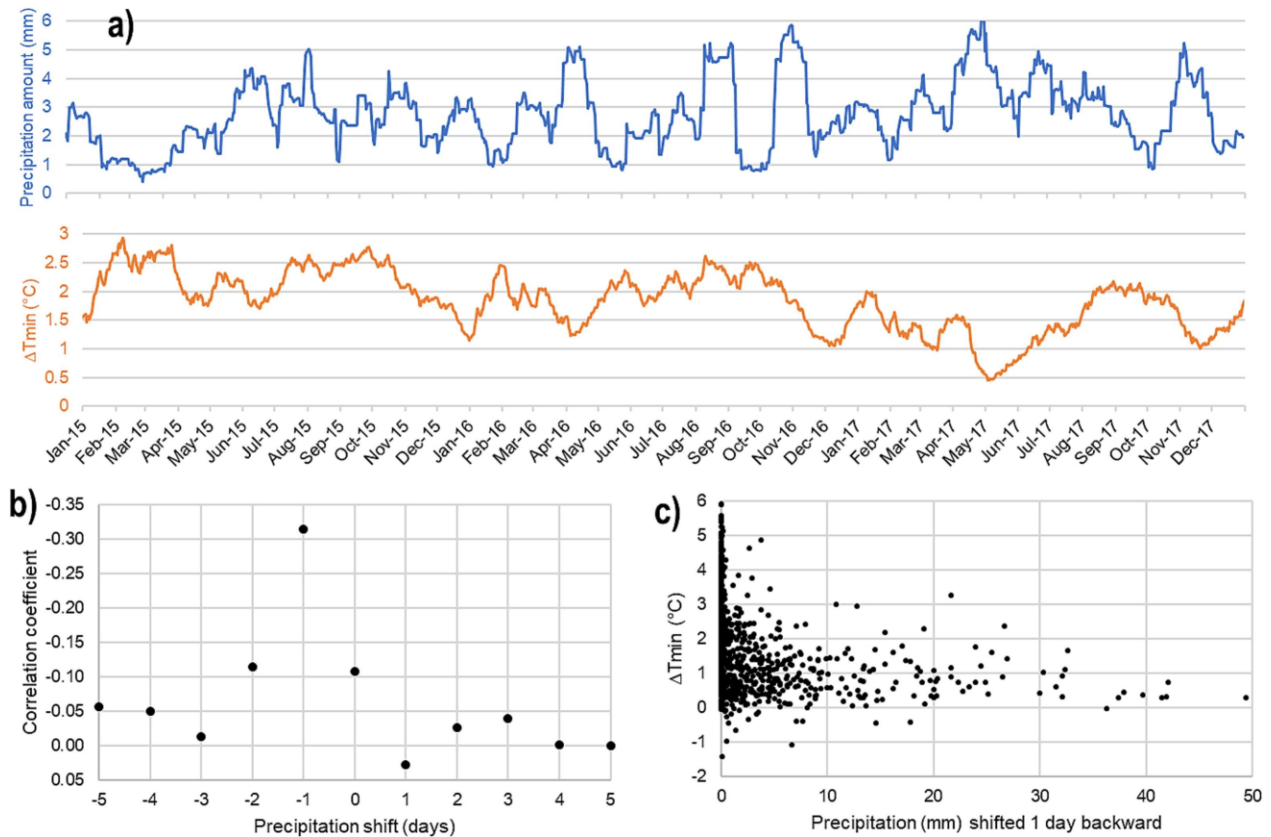 a)
Precipitation amount (mm)
6
5
4
3
2
1
0
ΔTmin (°C)
3
2.5
2
1.5
1
0.5
0
Jan-15 Feb-15 Mar-15 Apr-15 May-15 Jun-15 Jul-15 Aug-15 Sep-15 Oct-15 Nov-15 Dec-15 Jan-16 Feb-16 Mar-16 Apr-16 May-16 Jun-16 Jul-16 Aug-16 Sep-16 Oct-16 Nov-16 Dec-16 Jan-17 Feb-17 Mar-17 Apr-17 May-17 Jun-17 Jul-17 Aug-17 Sep-17 Oct-17 Nov-17 Dec-17
b)
Correlation coefficient
-0.35
-0.30
-0.25
-0.20
-0.15
-0.10
-0.05
0.00
0.05
-5 -4 -3 -2 -1 0 1 2 3 4 5
Precipitation shift (days)
c)
ΔTmin (°C)
6
5
4
3
2
1
0
-1
-2
0 10 20 30 40 50
Precipitation (mm) shifted 1 day backward